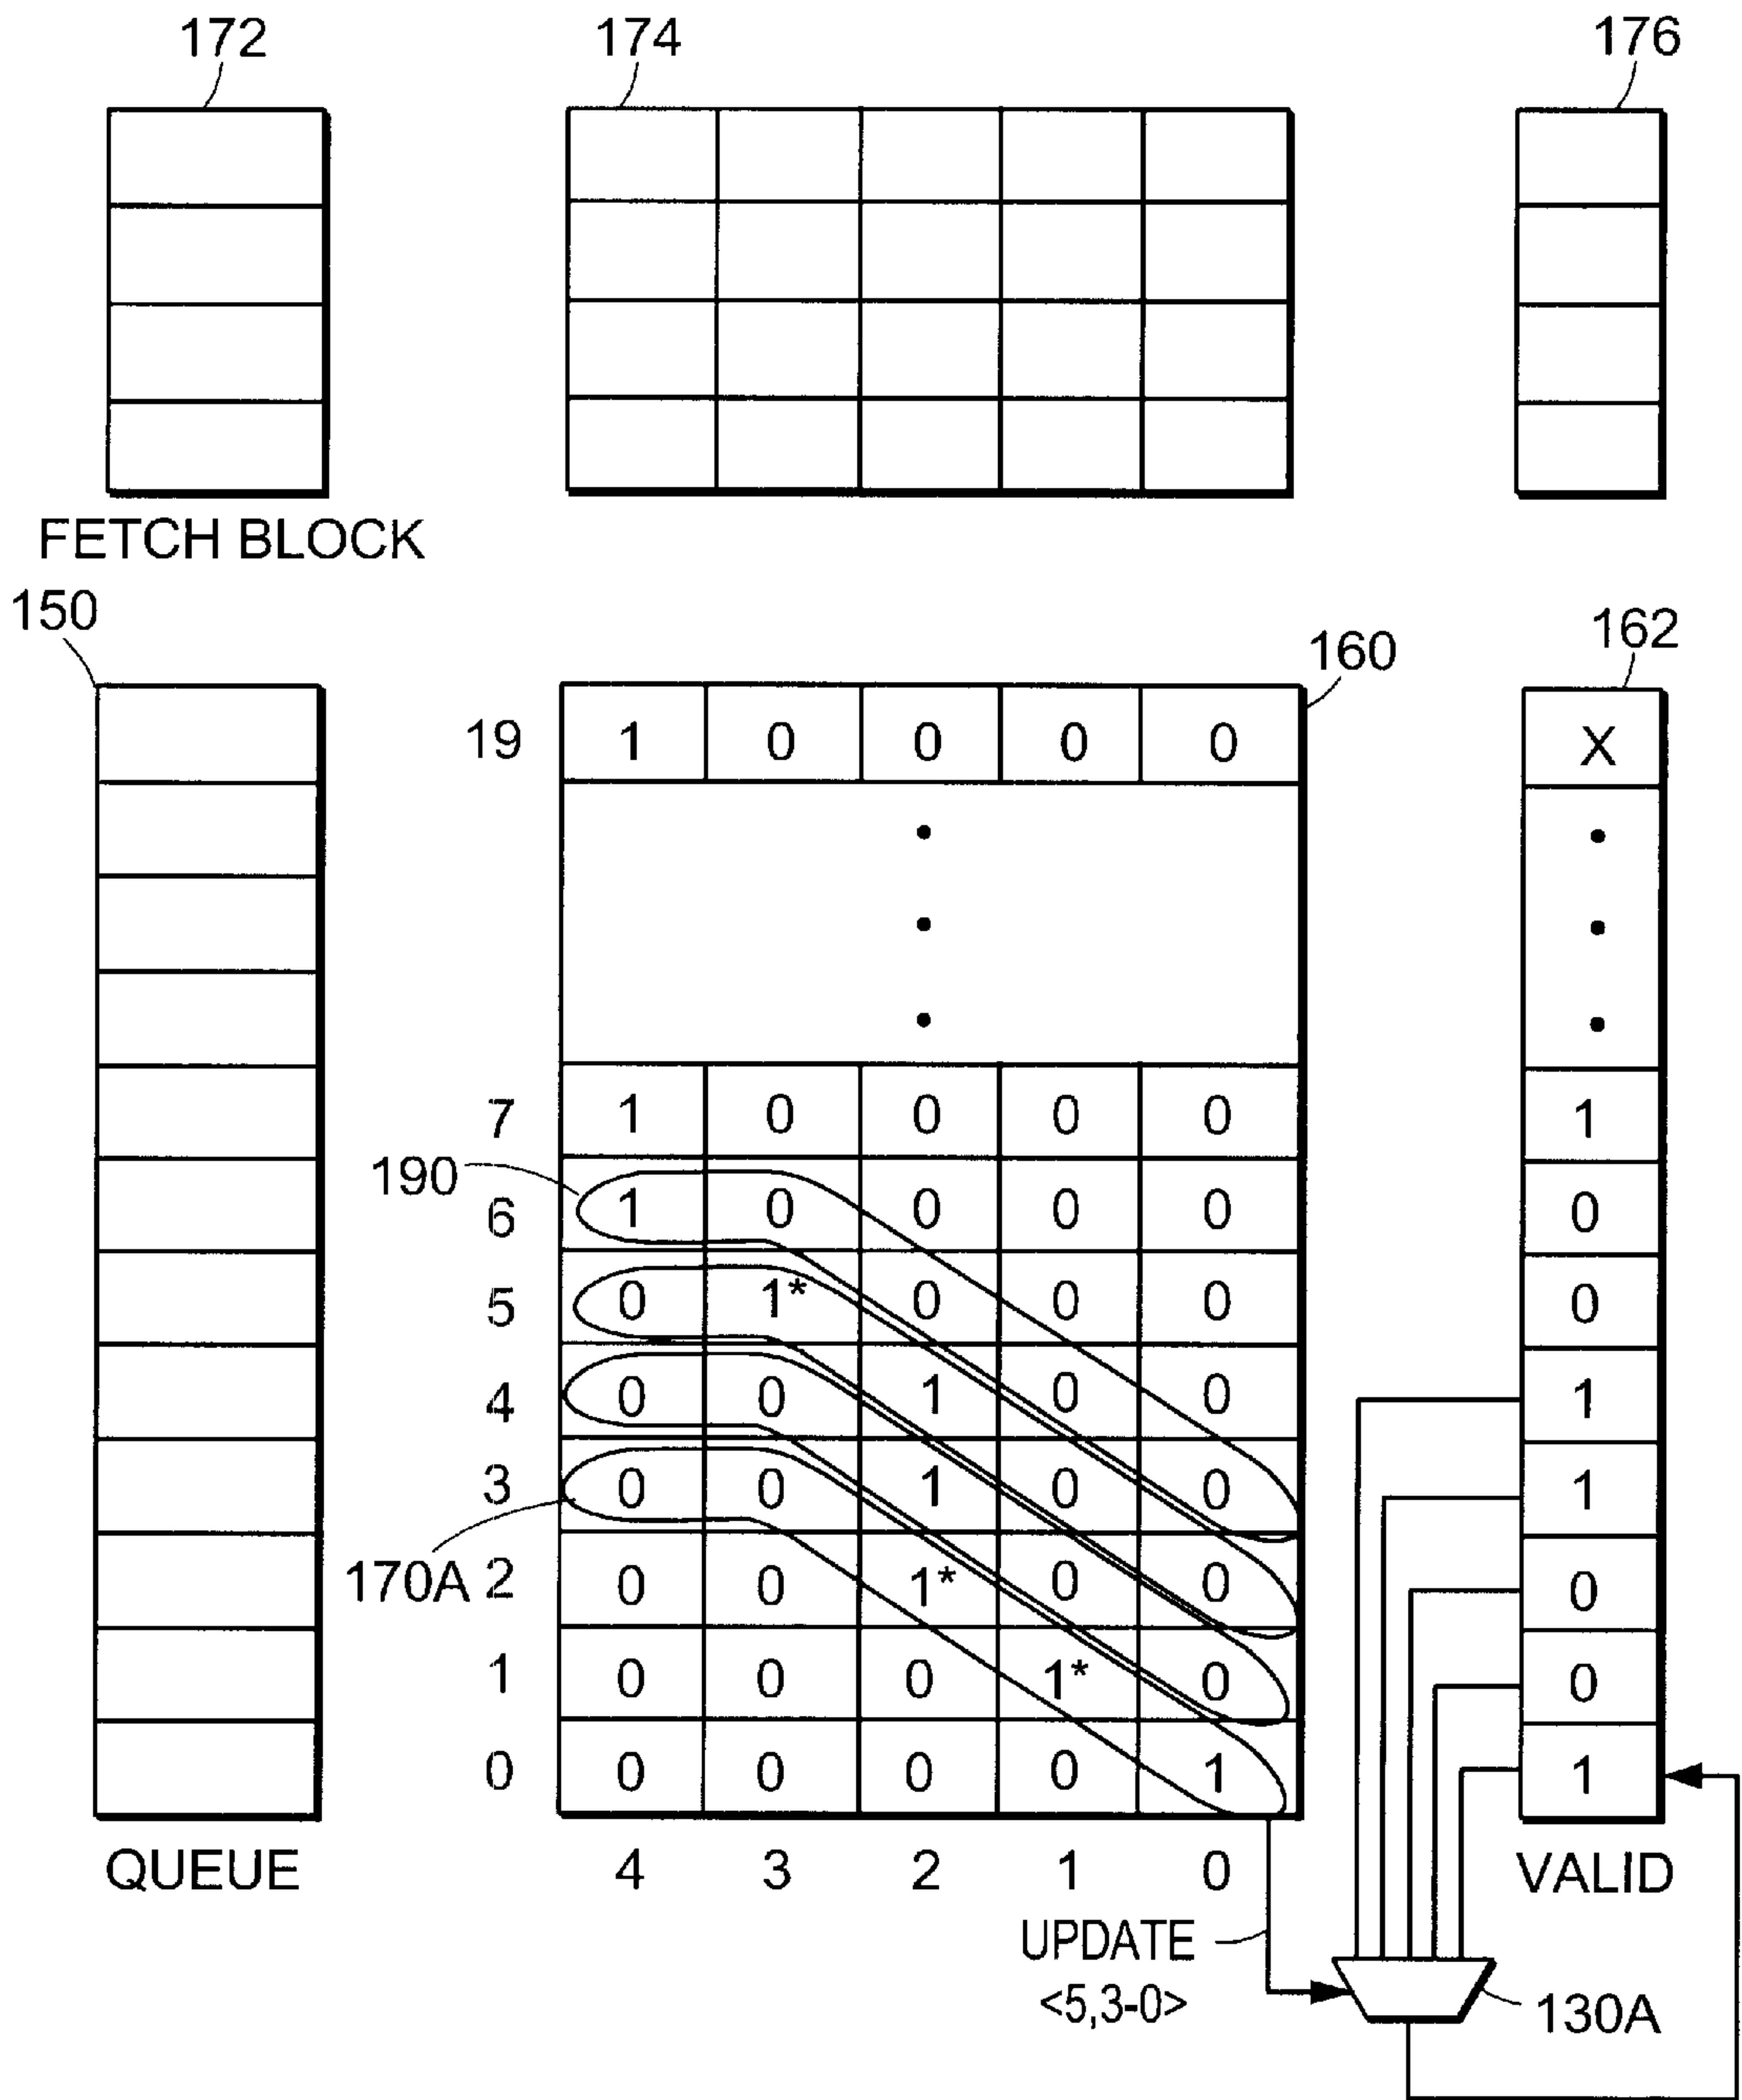 172 174 176
FETCH BLOCK
150
162
160
19 1 0 0 0 0 X
7 1 0 0 0 0 1
190
6 1 0 0 0 0 0
5 0 1* 0 0 0 0
4 0 0 1 0 0 1
3 0 0 1 0 0 1
170A
2 0 0 1* 0 0 0
1 0 0 0 1* 0 0
0 0 0 0 0 1 1
QUEUE 4 3 2 1 0 VALID
UPDATE
<5,3-0>
130A